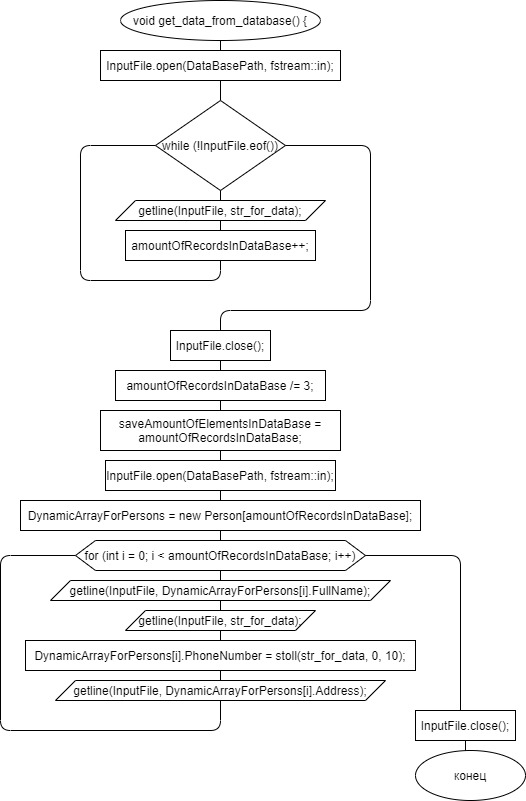 void get_data_from_database() {
InputFile.open(DataBasePath, fstream::in);
while (!InputFile.eof())
getline(InputFile, str_for_data);
amountOfRecordsInDataBase++;
InputFile.close();
amountOfRecordsInDataBase /= 3;
saveAmountOfElementsInDataBase =
amountOfRecordsInDataBase;
InputFile.open(DataBasePath, fstream::in);
DynamicArrayForPersons = new Person[amountOfRecordsInDataBase];
for (int i = 0; i < amountOfRecordsInDataBase; i++)
getline(InputFile, DynamicArrayForPersons[i].FullName);
getline(InputFile, str_for_data);
DynamicArrayForPersons[i].PhoneNumber = stoll(str_for_data, 0, 10);
getline(InputFile, DynamicArrayForPersons[i].Address);
InputFile.close();
конец